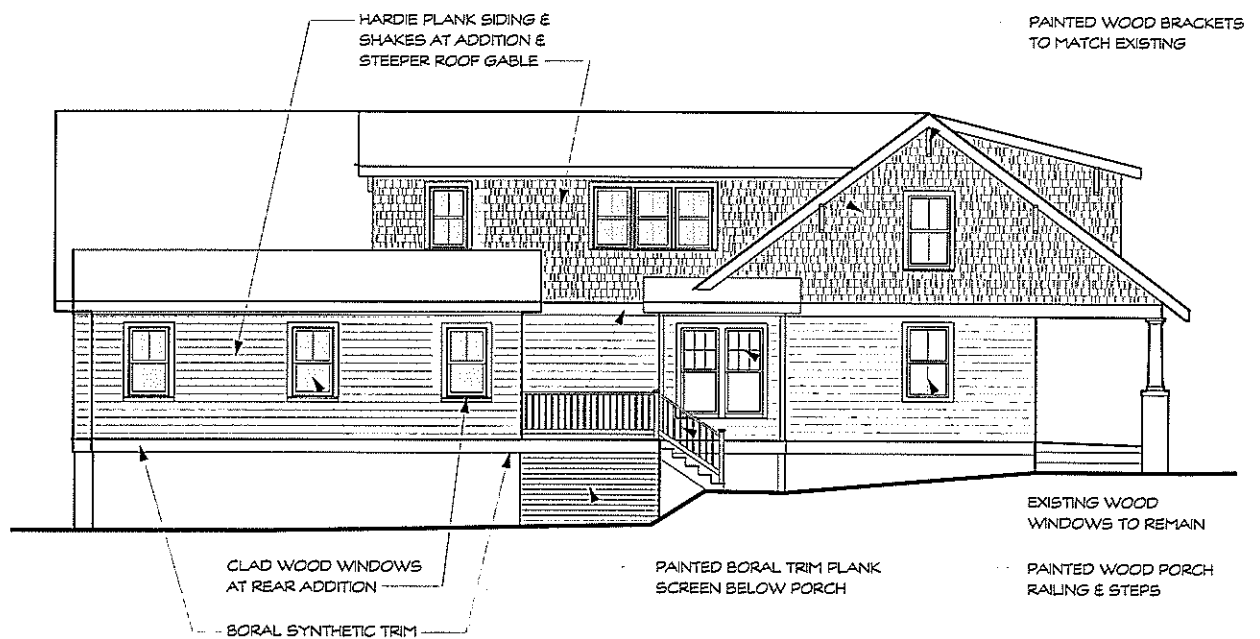 HARDIE PLANK SIDING &
SHAKES AT ADDITION &
STEEPER ROOF GABLE
PAINTED WOOD BRACKETS
TO MATCH EXISTING
EXISTING WOOD
WINDOWS TO REMAIN
CLAD WOOD WINDOWS
AT REAR ADDITION
PAINTED BORAL TRIM PLANK
SCREEN BELOW PORCH
PAINTED WOOD PORCH
RAILING & STEPS
BORAL SYNTHETIC TRIM